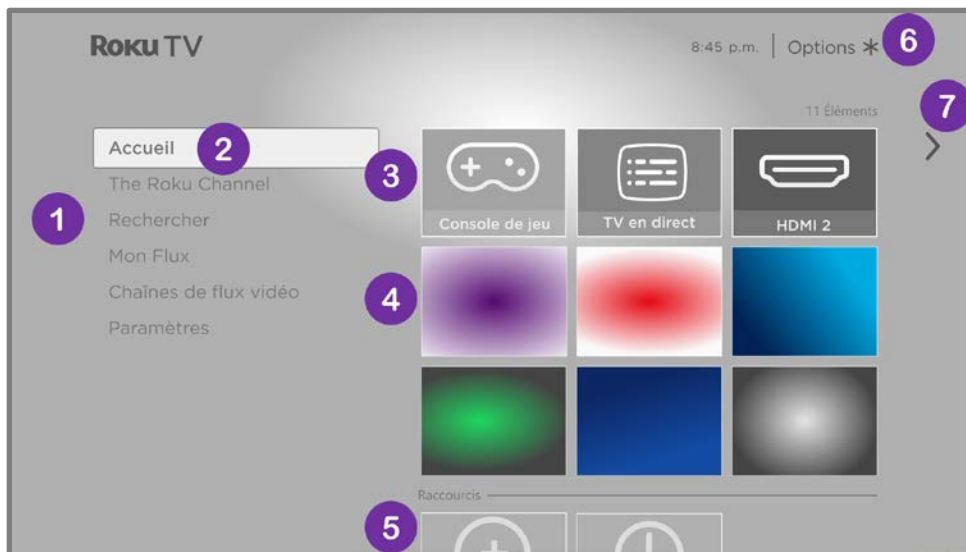 Roku TV
8:45 p.m. | Options * 6
7
11 Éléments
Accueil 2
The Roku Channel
1 Rechercher
Mon Flux
Chaînes de flux vidéo
Paramètres
3
Console de jeu TV en direct HDMI 2
4
Raccourcis
5